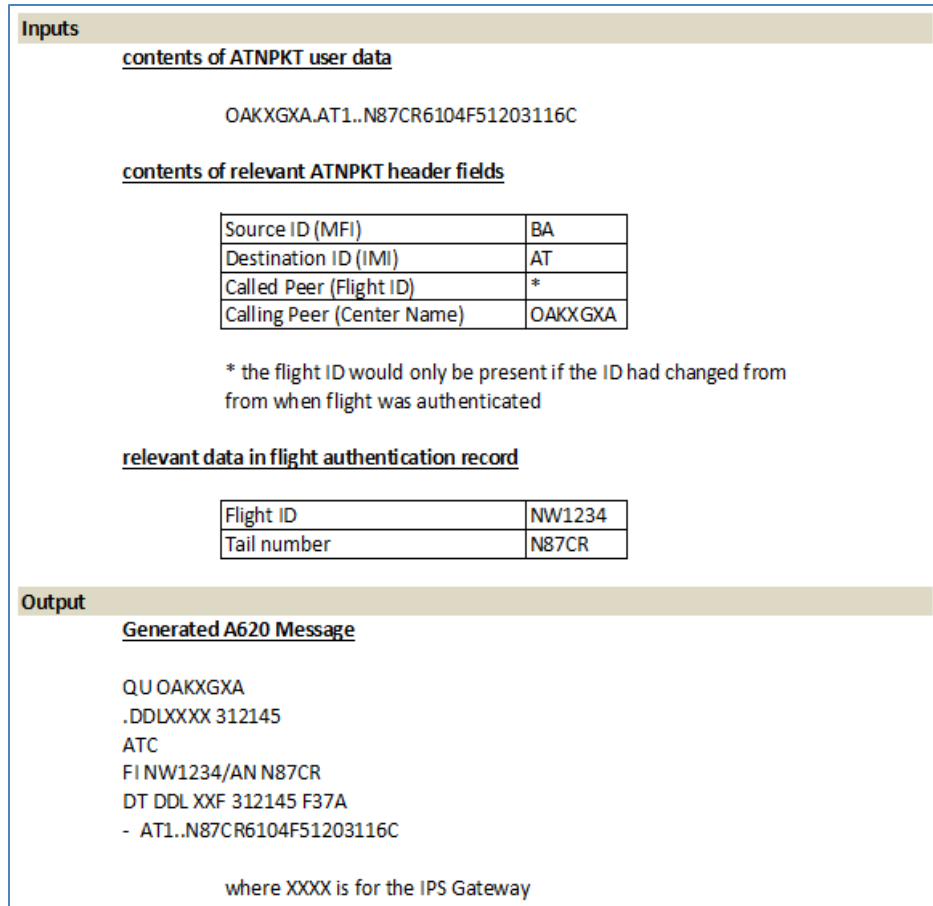 Inputs
contents of ATNPKT user data
OAKXGXA.AT1..N87CR6104F51203116C
contents of relevant ATNPKT header fields
Source ID (MFI) BA
Destination ID (IMI) AT
Called Peer (Flight ID) *
Calling Peer (Center Name) OAKXGXA
* the flight ID would only be present if the ID had changed from
from when flight was authenticated
relevant data in flight authentication record
Flight ID NW1234
Tail number N87CR
Output
Generated A620 Message
QU OAKXGXA
.DDLXXXX 312145
ATC
FI NW1234/AN N87CR
DT DDL XXF 312145 F37A
- AT1..N87CR6104F51203116C
where XXXX is for the IPS Gateway